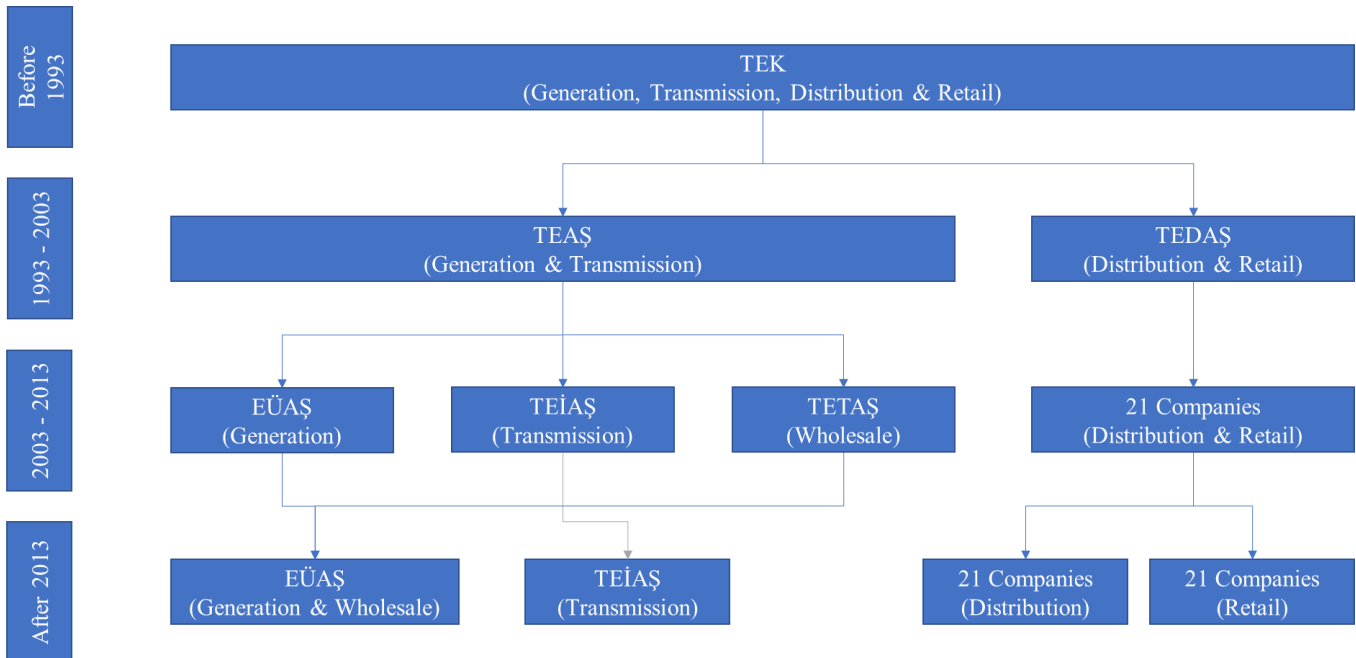 Before
1993
TEK
(Generation, Transmission, Distribution & Retail)
1993 - 2003
TEAŞ
(Generation & Transmission)
TEDAŞ
(Distribution & Retail)
2003 - 2013
EÜAŞ
(Generation)
TEİAŞ
(Transmission)
TETAŞ
(Wholesale)
21 Companies
(Distribution & Retail)
After 2013
EÜAŞ
(Generation & Wholesale)
TEİAŞ
(Transmission)
21 Companies
(Distribution)
21 Companies
(Retail)